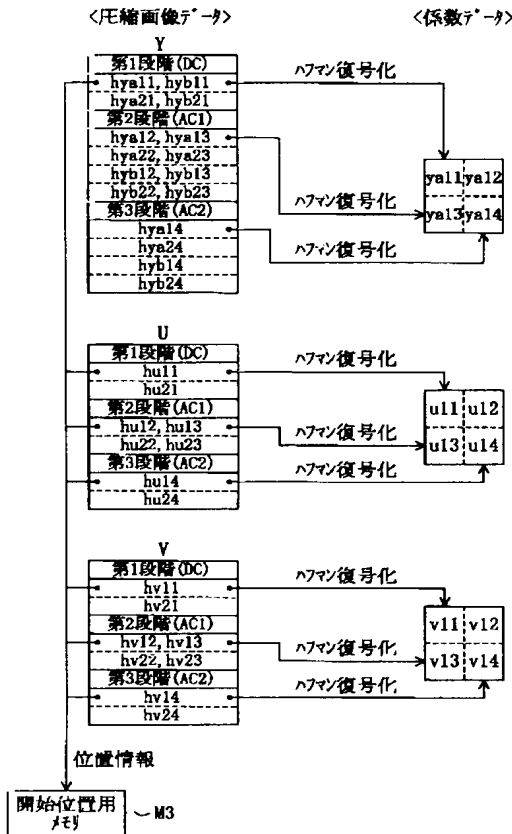 <圧縮画像データ>
<係数データ>
Y
第1段階(DC)
hya11, hyb11
hya21, hyb21
第2段階(AC1)
hya12, hya13
hya22, hya23
hyb12, hyb13
hyb22, hyb23
第3段階(AC2)
hya14
hya24
hyb14
hyb24
ハフマン復号化
ハフマン復号化
ハフマン復号化
ya11 ya12
ya13 ya14
U
第1段階(DC)
hu11
hu21
第2段階(AC1)
hu12, hu13
hu22, hu23
第3段階(AC2)
hu14
hu24
ハフマン復号化
ハフマン復号化
ハフマン復号化
u11 u12
u13 u14
V
第1段階(DC)
hv11
hv21
第2段階(AC1)
hv12, hv13
hv22, hv23
第3段階(AC2)
hv14
hv24
ハフマン復号化
ハフマン復号化
ハフマン復号化
v11 v12
v13 v14
位置情報
開始位置用
メモリ
M3